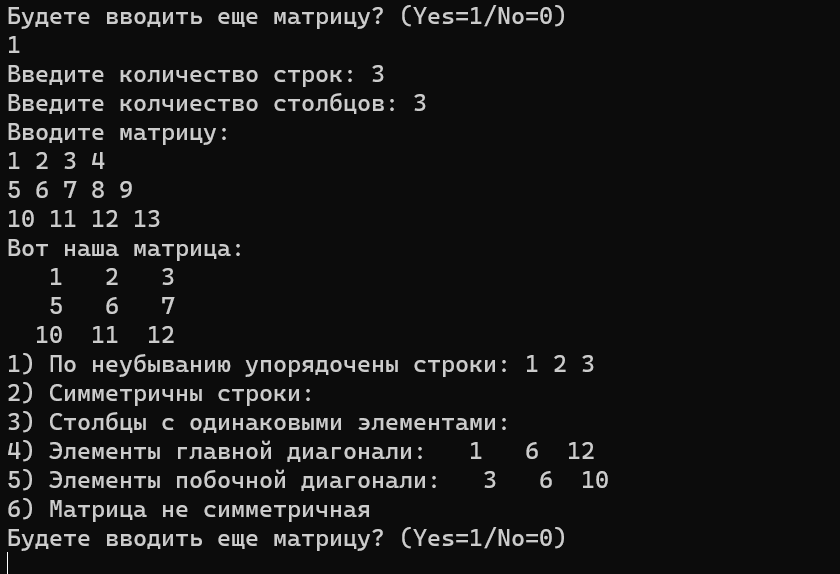 Будете вводить еще матрицу? (Yes=1/No=0)
1
Введите количество строк: 3
Введите колчиество столбцов: 3
Вводите матрицу:
1 2 3 4
5 6 7 8 9
10 11 12 13
Вот наша матрица:
   1   2   3
   5   6   7
  10  11  12
1) По неубыванию упорядочены строки: 1 2 3
2) Симметричны строки:
3) Столбцы с одинаковыми элементами:
4) Элементы главной диагонали:   1   6  12
5) Элементы побочной диагонали:   3   6  10
6) Матрица не симметричная
Будете вводить еще матрицу? (Yes=1/No=0)